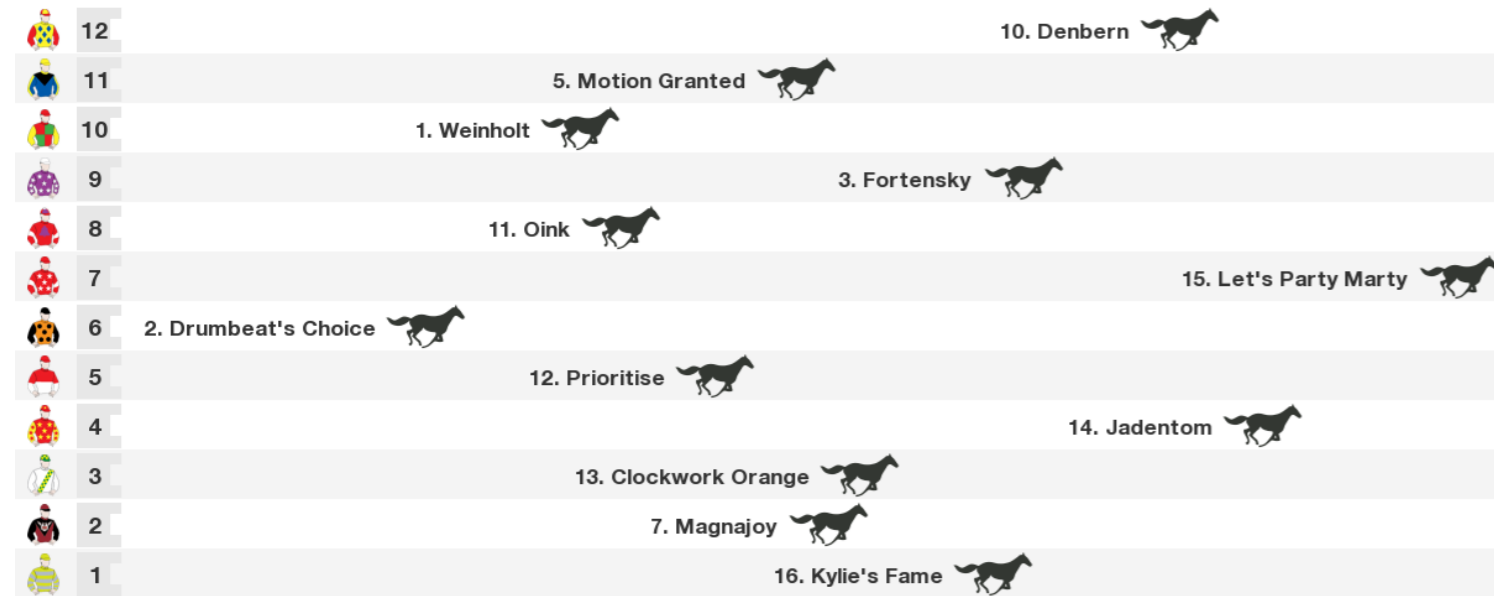 12 10. Denbern
11 5. Motion Granted
10 1. Weinholt
9 3. Fortensky
8 11. Oink
7 15. Let's Party Marty
6 2. Drumbeat's Choice
5 12. Prioritise
4 14. Jadentom
3 13. Clockwork Orange
2 7. Magnajoy
1 16. Kylie's Fame